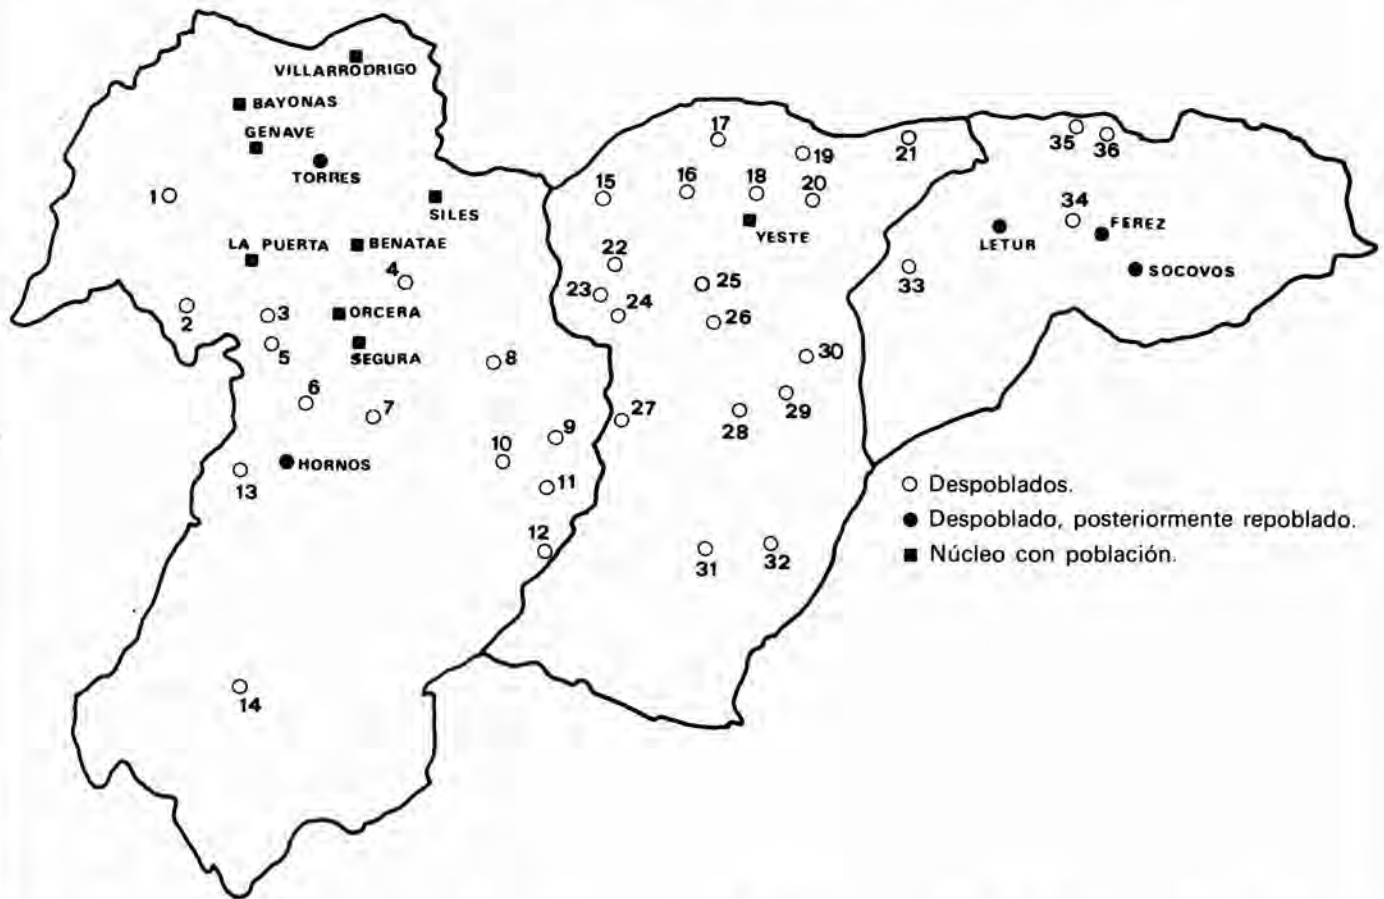 VILLARRODRIGO
BAYONAS
GENAVE
TORRES
1
SILES
LA PUERTA
BENATAE
4
2
3
ORCERA
5
SEGURA
8
6
7
9
10
HORNOS
13
11
12
14
17
19
21
15
16
18
20
YESTE
22
23
24
25
26
30
29
27
28
31
32
35
36
34
LETUR
FEREZ
33
SOCOVOS
Despoblados.
Despoblado, posteriormente repoblado.
Núcleo con población.